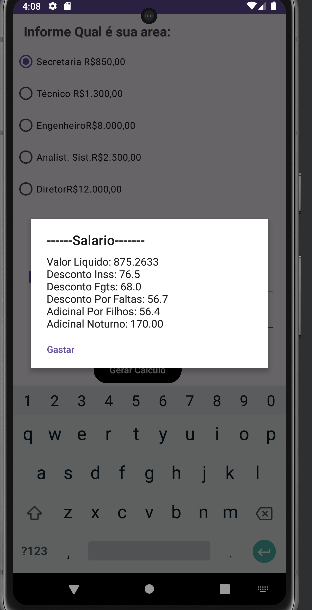 4:08
Informe Qual é sua area:
Secretaria R$850,00
Técnico R$1.300,00
EngenheiroR$8.000,00
Analist. Sist.R$2.500,00
DiretorR$12.000,00
------Salario-------
Valor Liquido: 875.2633
Desconto Inss: 76.5
Desconto Fgts: 68.0
Desconto Por Faltas: 56.7
Adicinal Por Filhos: 56.4
Adicinal Noturno: 170.00
Gastar
Gerar Calculo
1 2 3 4 5 6 7 8 9 0
q w e r t y u i o p
a s d f g h j k l
z x c v b n m
?123 , .